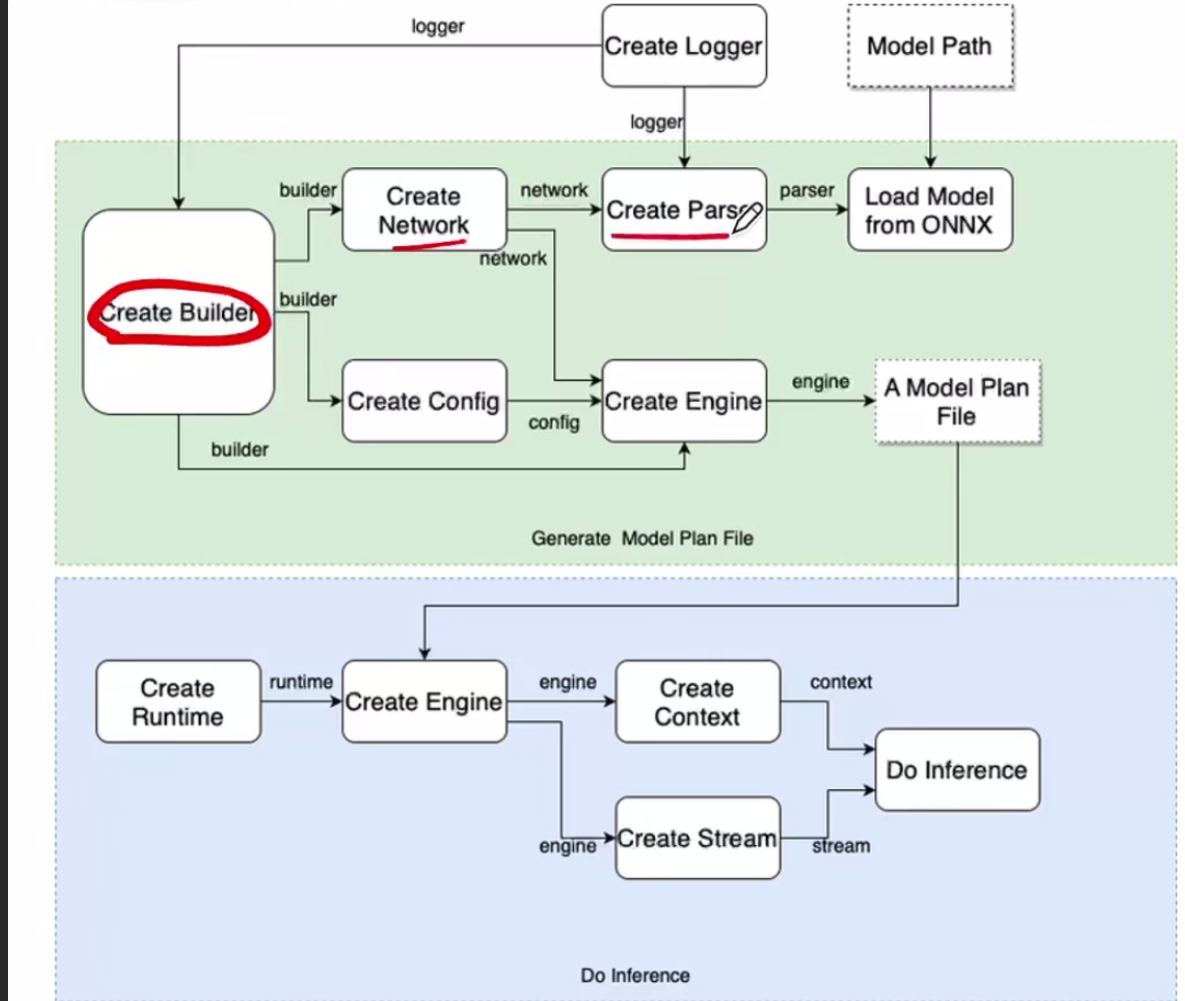 logger
Create Logger
Model Path
logger
builder
Create
Network
network
Create Parser
parser
Load Model
from ONNX
network
Create Builder
builder
Create Config
config
Create Engine
engine
A Model Plan
File
builder
Generate Model Plan File
Create
Runtime
runtime
Create Engine
engine
Create
Context
context
Do Inference
engine
Create Stream
stream
Do Inference